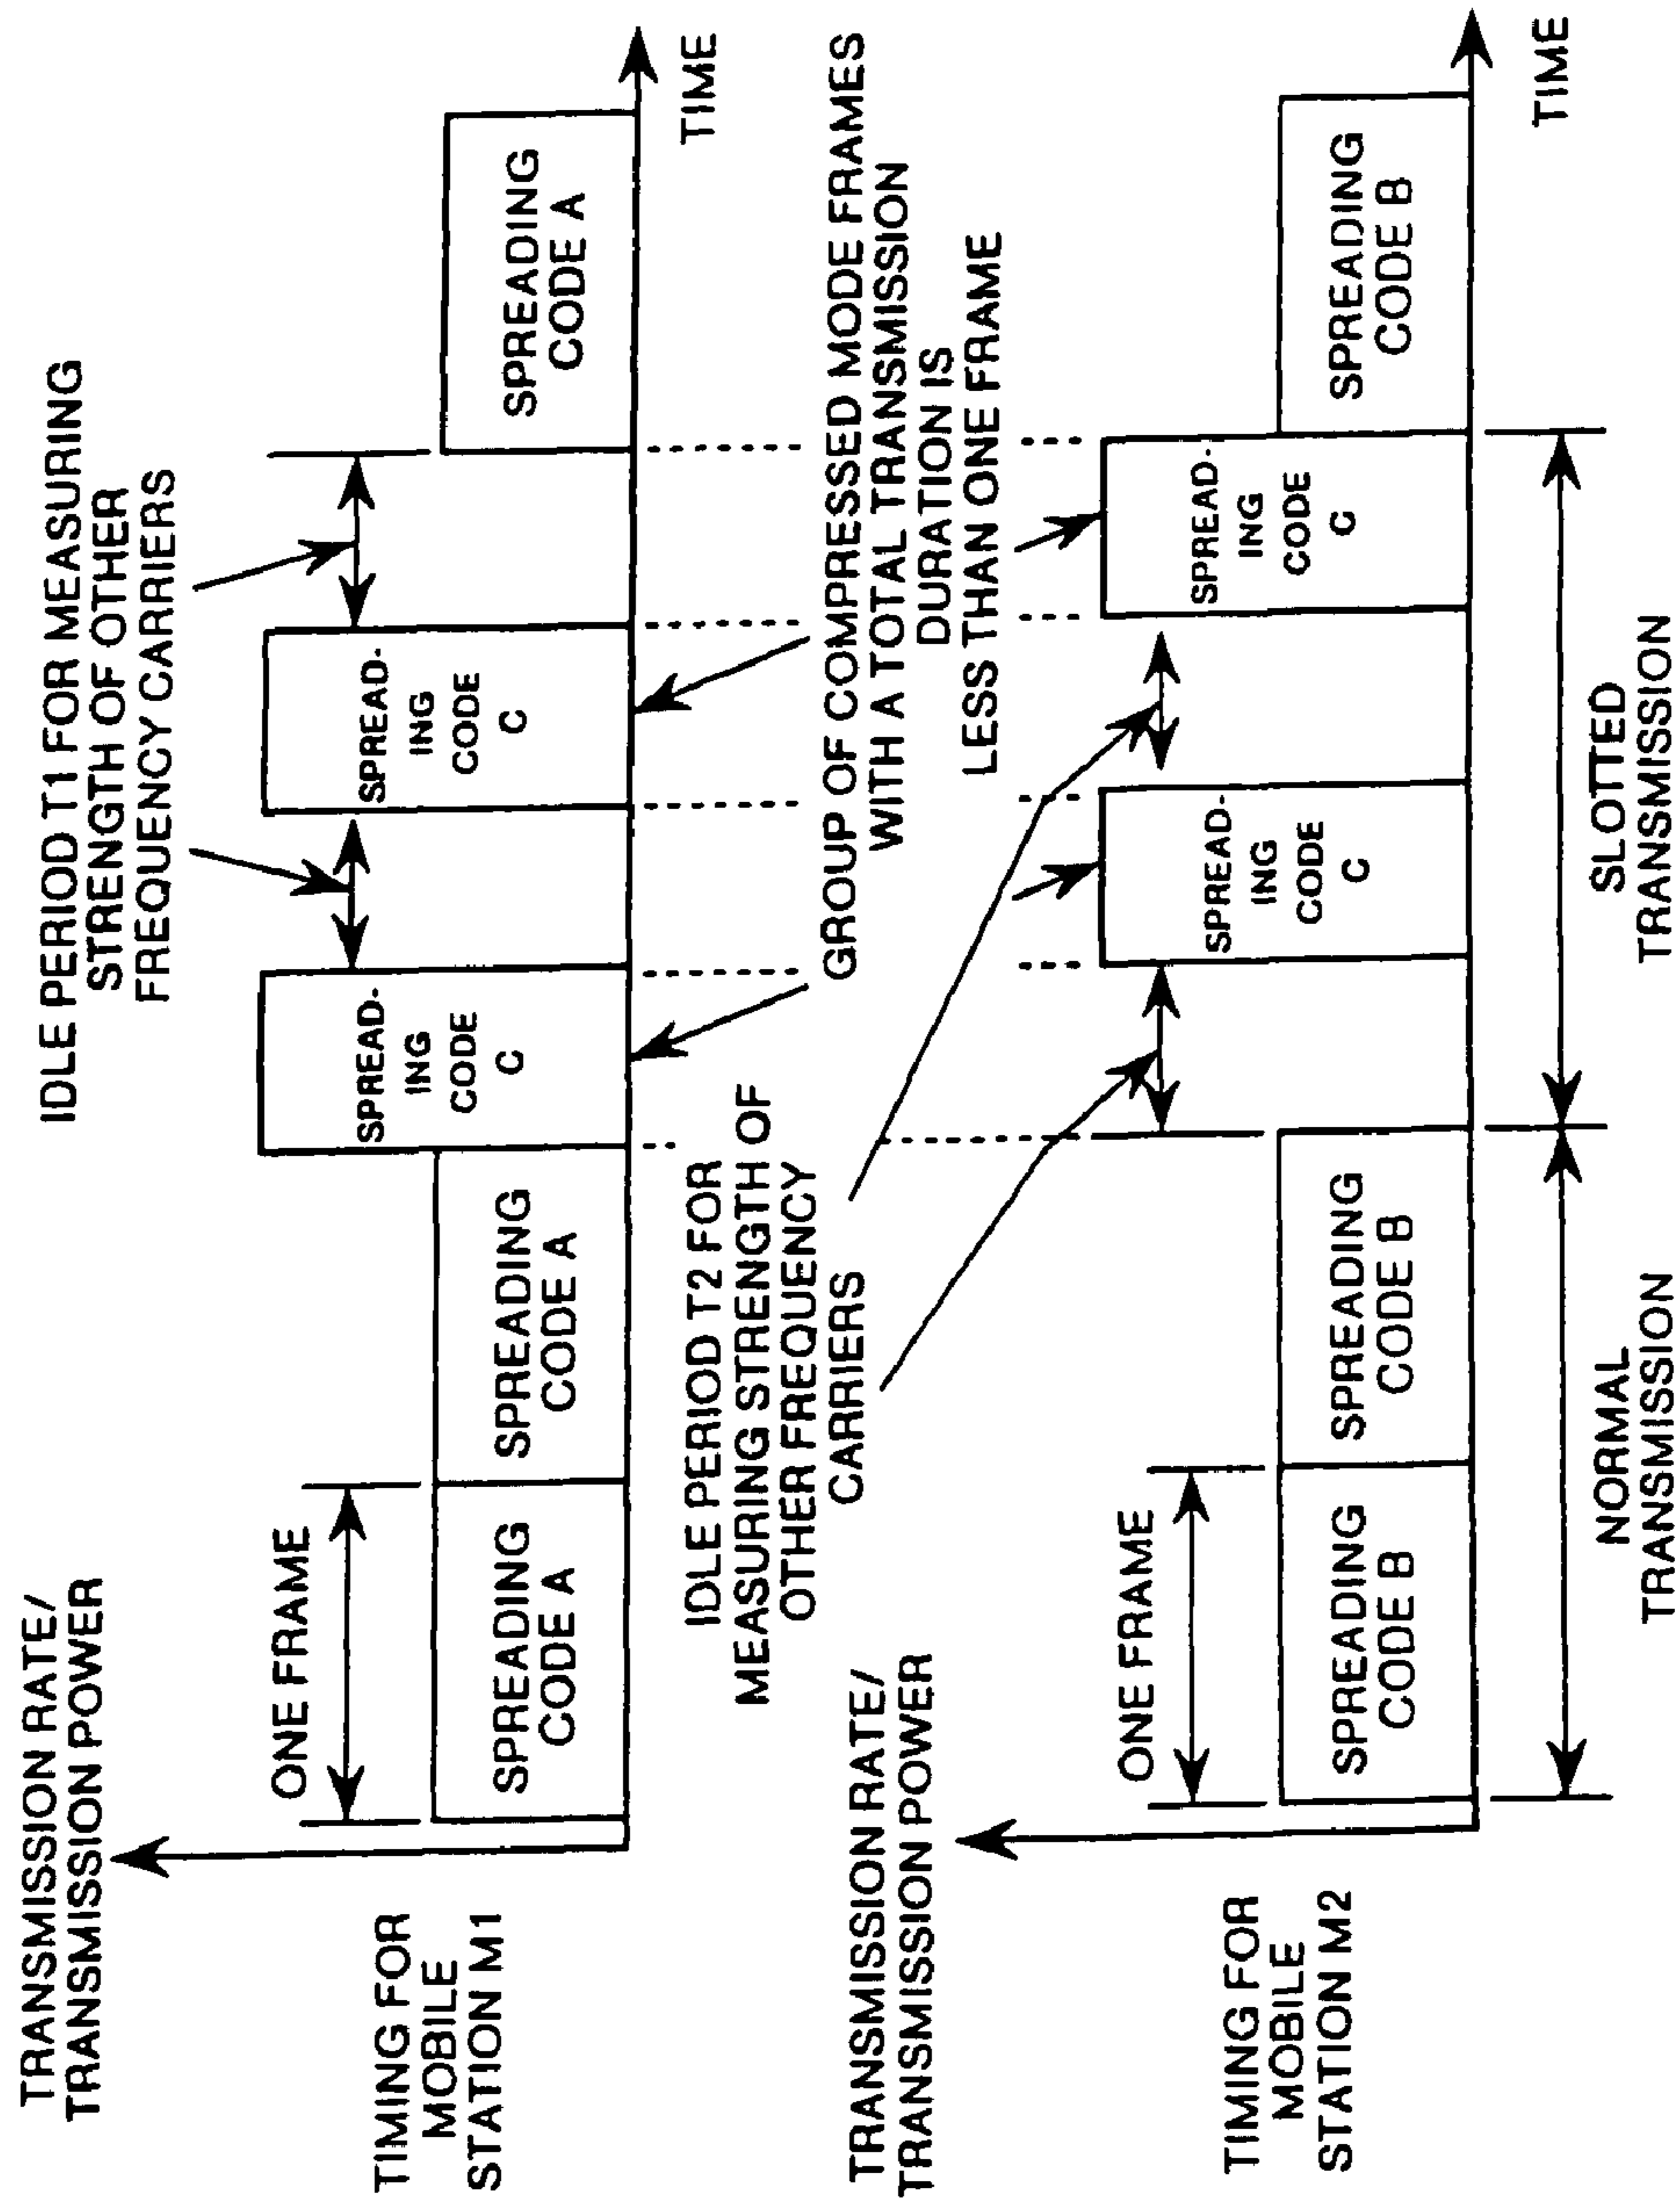 TRANSMISSION RATE/
TRANSMISSION POWER
TIMING FOR
MOBILE
STATION M1
ONE FRAME
IDLE PERIOD T1 FOR MEASURING
STRENGTH OF OTHER
FREQUENCY CARRIERS
SPREADING
CODE A
SPREADING
CODE A
SPREAD-
ING
CODE
C
SPREAD-
ING
CODE
C
SPREADING
CODE A
TIME
IDLE PERIOD T2 FOR
MEASURING STRENGTH OF
OTHER FREQUENCY
CARRIERS
GROUP OF COMPRESSED MODE FRAMES
WITH A TOTAL TRANSMISSION
DURATION IS
LESS THAN ONE FRAME
TRANSMISSION RATE/
TRANSMISSION POWER
TIMING FOR
MOBILE
STATION M2
ONE FRAME
SPREADING
CODE B
SPREADING
CODE B
SPREAD-
ING
CODE
C
SPREAD-
ING
CODE
C
SPREADING
CODE B
TIME
NORMAL
TRANSMISSION
SLOTTED
TRANSMISSION